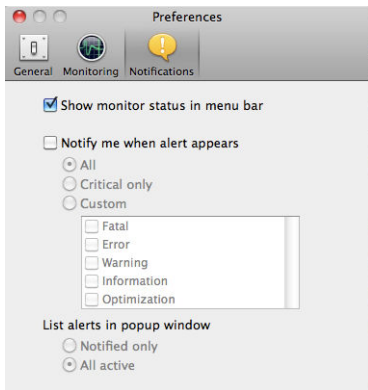 Preferences
General Monitoring Notifications
Show monitor status in menu bar
Notify me when alert appears
All
Critical only
Custom
Fatal
Error
Warning
Information
Optimization
List alerts in popup window
Notified only
All active